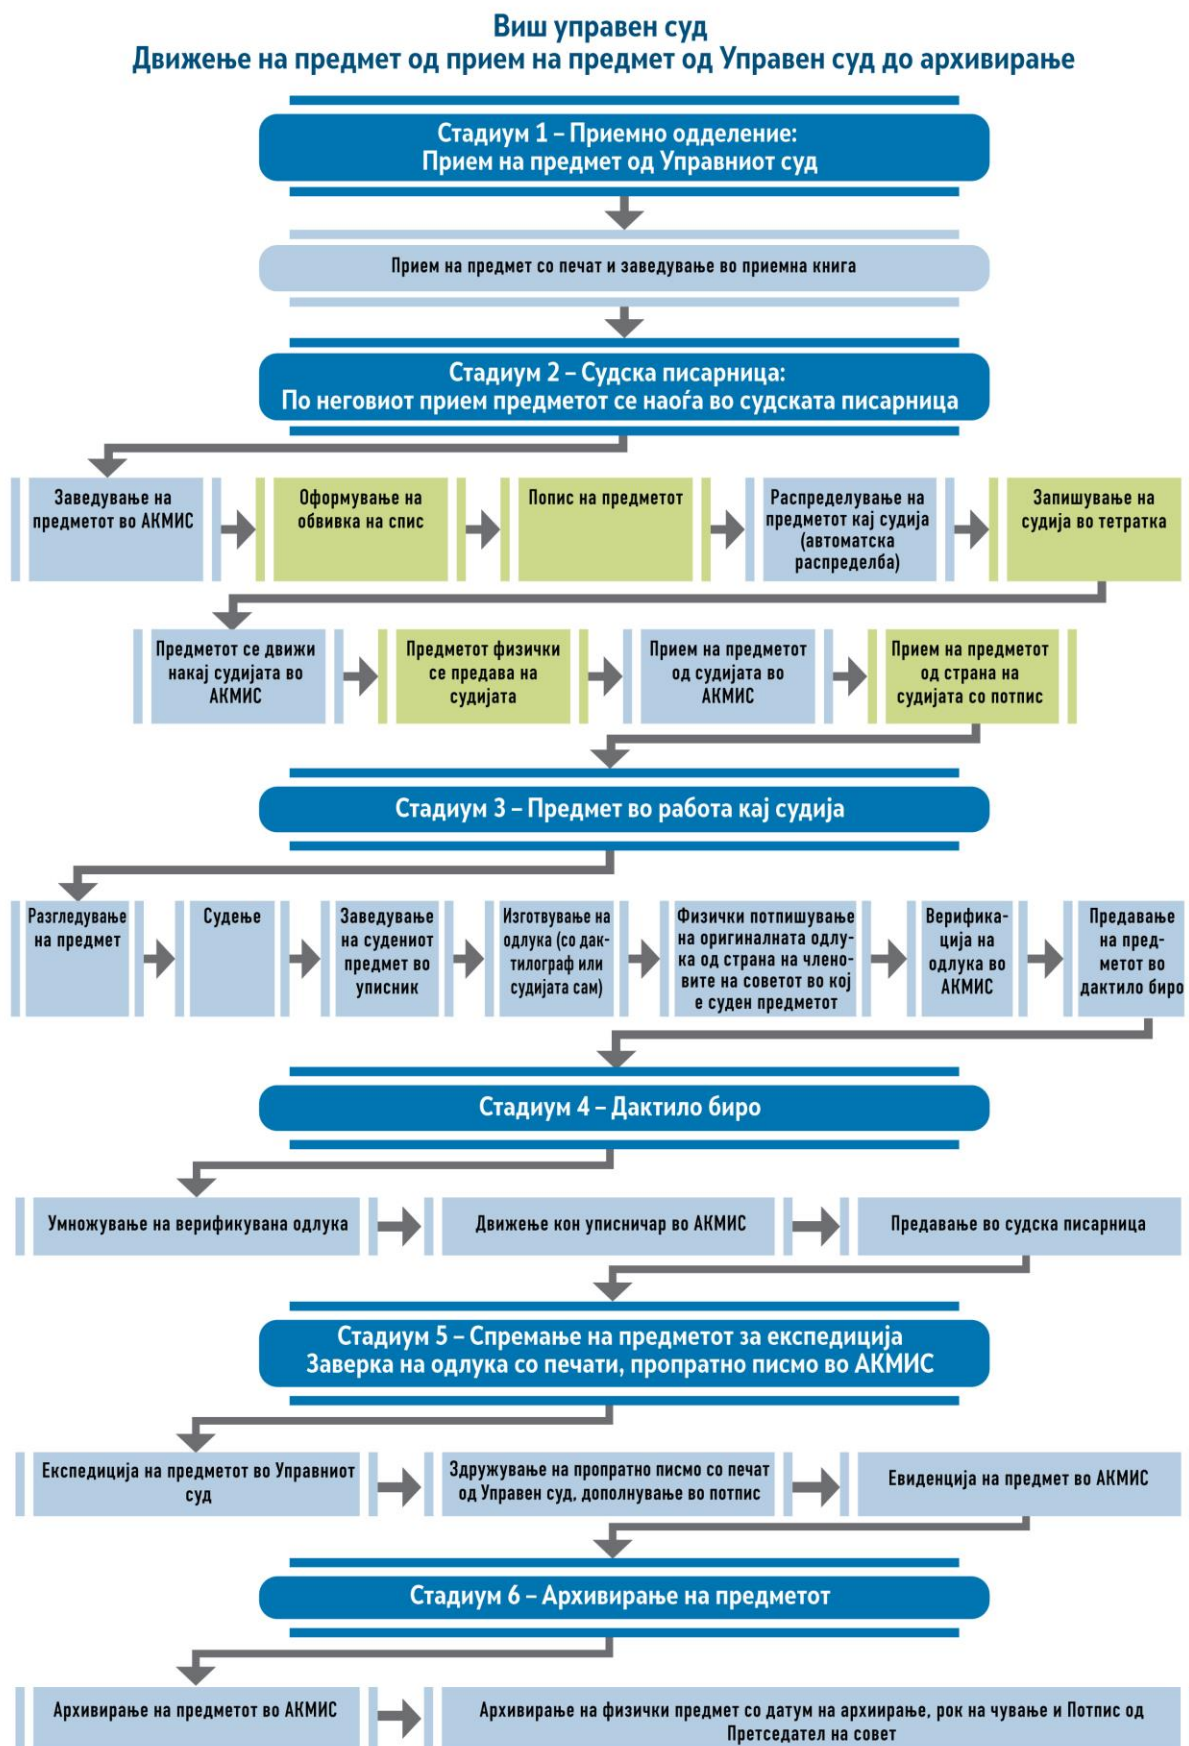 Виш управен суд
Движење на предмет од прием на предмет од Управен суд до архивирање
Стадиум 1 – Приемно одделение:
Прием на предмет од Управниот суд
Прием на предмет со печат и заведување во приемна книга
Стадиум 2 – Судска писарница:
По неговиот прием предметот се наоѓа во судската писарница
Заведување на
предметот во АКМИС
Оформување на
обвивка на спис
Попис на предметот
Распределување на
предметот кај судија
(автоматска
распределба)
Запишување на
судија во тетратка
Предметот се движи
накај судијата во
АКМИС
Предметот физички
се предава на
судијата
Прием на предметот
од судијата во
АКМИС
Прием на предметот
од страна на
судијата со потпис
Стадиум 3 – Предмет во работа кај судија
Разгледување
на предмет
Судење
Заведување
на судениот
предмет во
уписник
Изготвување на
одлука (со дак-
тилограф или
судијата сам)
Физички потпишување
на оригиналната одлу-
ка од страна на члено-
вите на советот во кој
е суден предметот
Верифика-
ција на
одлука во
АКМИС
Предавање
на пред-
метот во
дактило биро
Стадиум 4 – Дактило биро
Умножување на верификувана одлука
Движење кон уписничар во АКМИС
Предавање во судска писарница
Стадиум 5 – Спремање на предметот за експедиција
Заверка на одлука со печати, пропратно писмо во АКМИС
Експедиција на предметот во Управниот
суд
Здружување на пропратно писмо со печат
од Управен суд, дополнување во потпис
Евиденција на предмет во АКМИС
Стадиум 6 – Архивирање на предметот
Архивирање на предметот во АКМИС
Архивирање на физички предмет со датум на архиирање, рок на чување и Потпис од
Претседател на совет